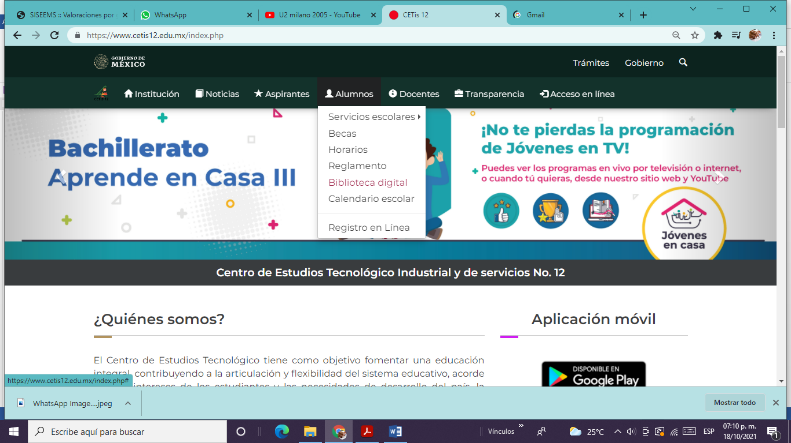 SISEEMS :: Valoraciones por
WhatsApp
U2 milano 2005 - YouTube
CETis 12
Gmail
https://www.cetis12.edu.mx/index.php
GOBIERNO DE
MÉXICO
Trámites
Gobierno
Institución
Noticias
Aspirantes
Alumnos
Docentes
Transparencia
Acceso en línea
Servicios escolares
Becas
Horarios
Reglamento
Biblioteca digital
Calendario escolar
Registro en Línea
Bachillerato
Aprende en Casa III
¡No te pierdas la programación
de Jóvenes en TV!
Puedes ver los programas en vivo por televisión o internet,
o cuando tú quieras, desde nuestro sitio web y YouTube
Jóvenes
en casa
Centro de Estudios Tecnológico Industrial y de servicios No. 12
¿Quiénes somos?
Aplicación móvil
El Centro de Estudios Tecnológico tiene como objetivo fomentar una educación
integral, contribuyendo a la articulación y flexibilidad del sistema educativo, acorde
DISPONIBLE EN
Google Play
https://www.cetis12.edu.mx/index.php#
WhatsApp Image....jpeg
Mostrar todo
Escribe aquí para buscar
Vínculos
25°C
ESP
07:10 p. m.
18/10/2021